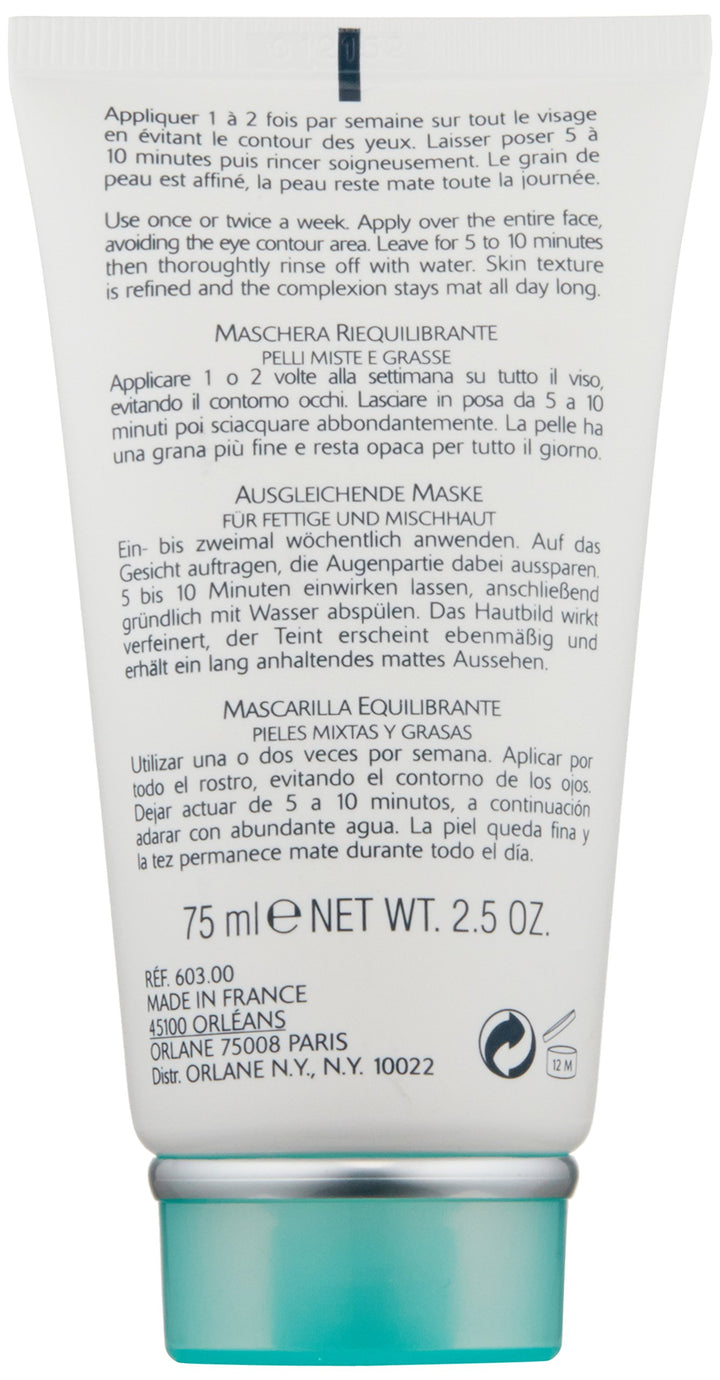 Appliquer 1 à 2 fois par semaine sur tout le visage
en évitant le contour des yeux. Laisser poser 5 à
10 minutes puis rincer soigneusement. Le grain de
peau est affiné, la peau reste mate toute la journée.
Use once or twice a week. Apply over the entire face,
avoiding the eye contour area. Leave for 5 to 10 minutes
then thoroughly rinse off with water. Skin texture
is refined and the complexion stays mat all day long.
MASCHERA RIEQUILIBRANTE
PELLI MISTE E GRASSE
Applicare 1 o 2 volte alla settimana su tutto il viso,
evitando il contorno occhi. Lasciare in posa da 5 a 10
minuti poi sciacquare abbondantemente. La pelle ha
una grana più fine e resta opaca per tutto il giorno.
AUSGLEICHENDE MASKE
FÜR FETTIGE UND MISCHHAUT
Ein- bis zweimal wöchentlich anwenden. Auf das
Gesicht auftragen, die Augenpartie dabei aussparen.
5 bis 10 Minuten einwirken lassen, anschließend
gründlich mit Wasser abspülen. Das Hautbild wirkt
verfeinert, der Teint erscheint ebenmäßig und
erhält ein lang anhaltendes mattes Aussehen.
MASCARILLA EQUILIBRANTE
PIELES MIXTAS Y GRASAS
Utilizar una o dos veces por semana. Aplicar por
todo el rostro, evitando el contorno de los ojos.
Dejar actuar de 5 a 10 minutos, a continuación
adarar con abundante agua. La piel queda fina y
la tez permanece mate durante todo el día.
75 ml e NET WT. 2.5 OZ.
RÉF. 603.00
MADE IN FRANCE
45100 ORLÉANS
ORLANE 75008 PARIS
Distr. ORLANE N.Y., N.Y. 10022
12 M